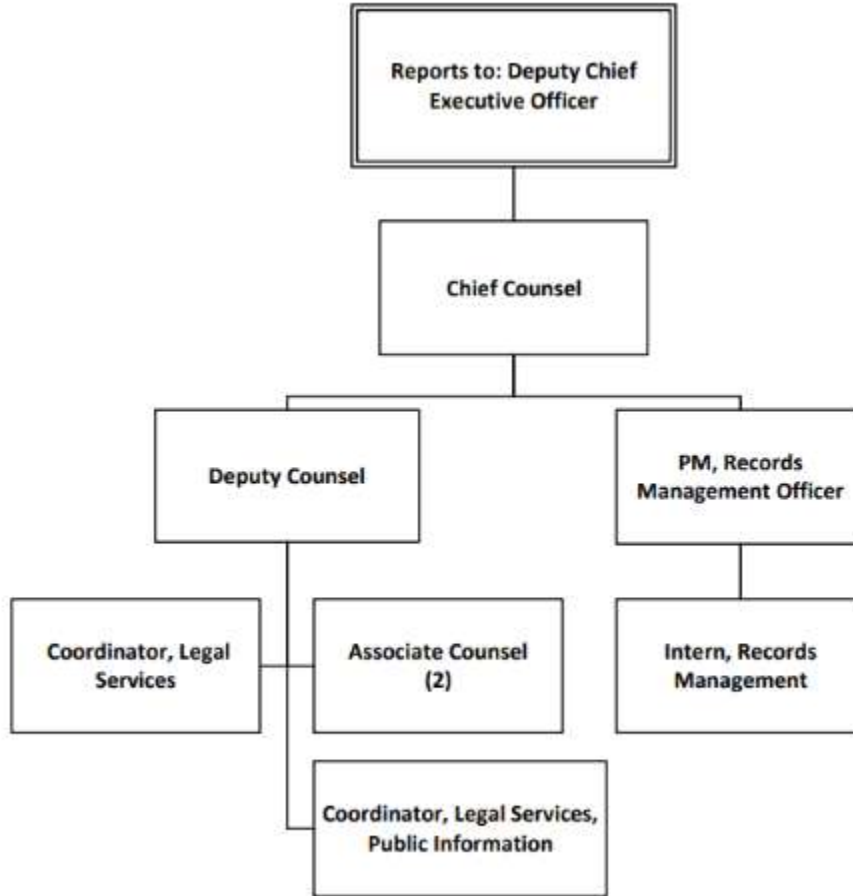 Reports to: Deputy Chief
Executive Officer
Chief Counsel
Deputy Counsel
PM, Records
Management Officer
Coordinator, Legal
Services
Associate Counsel
(2)
Intern, Records
Management
Coordinator, Legal Services,
Public Information